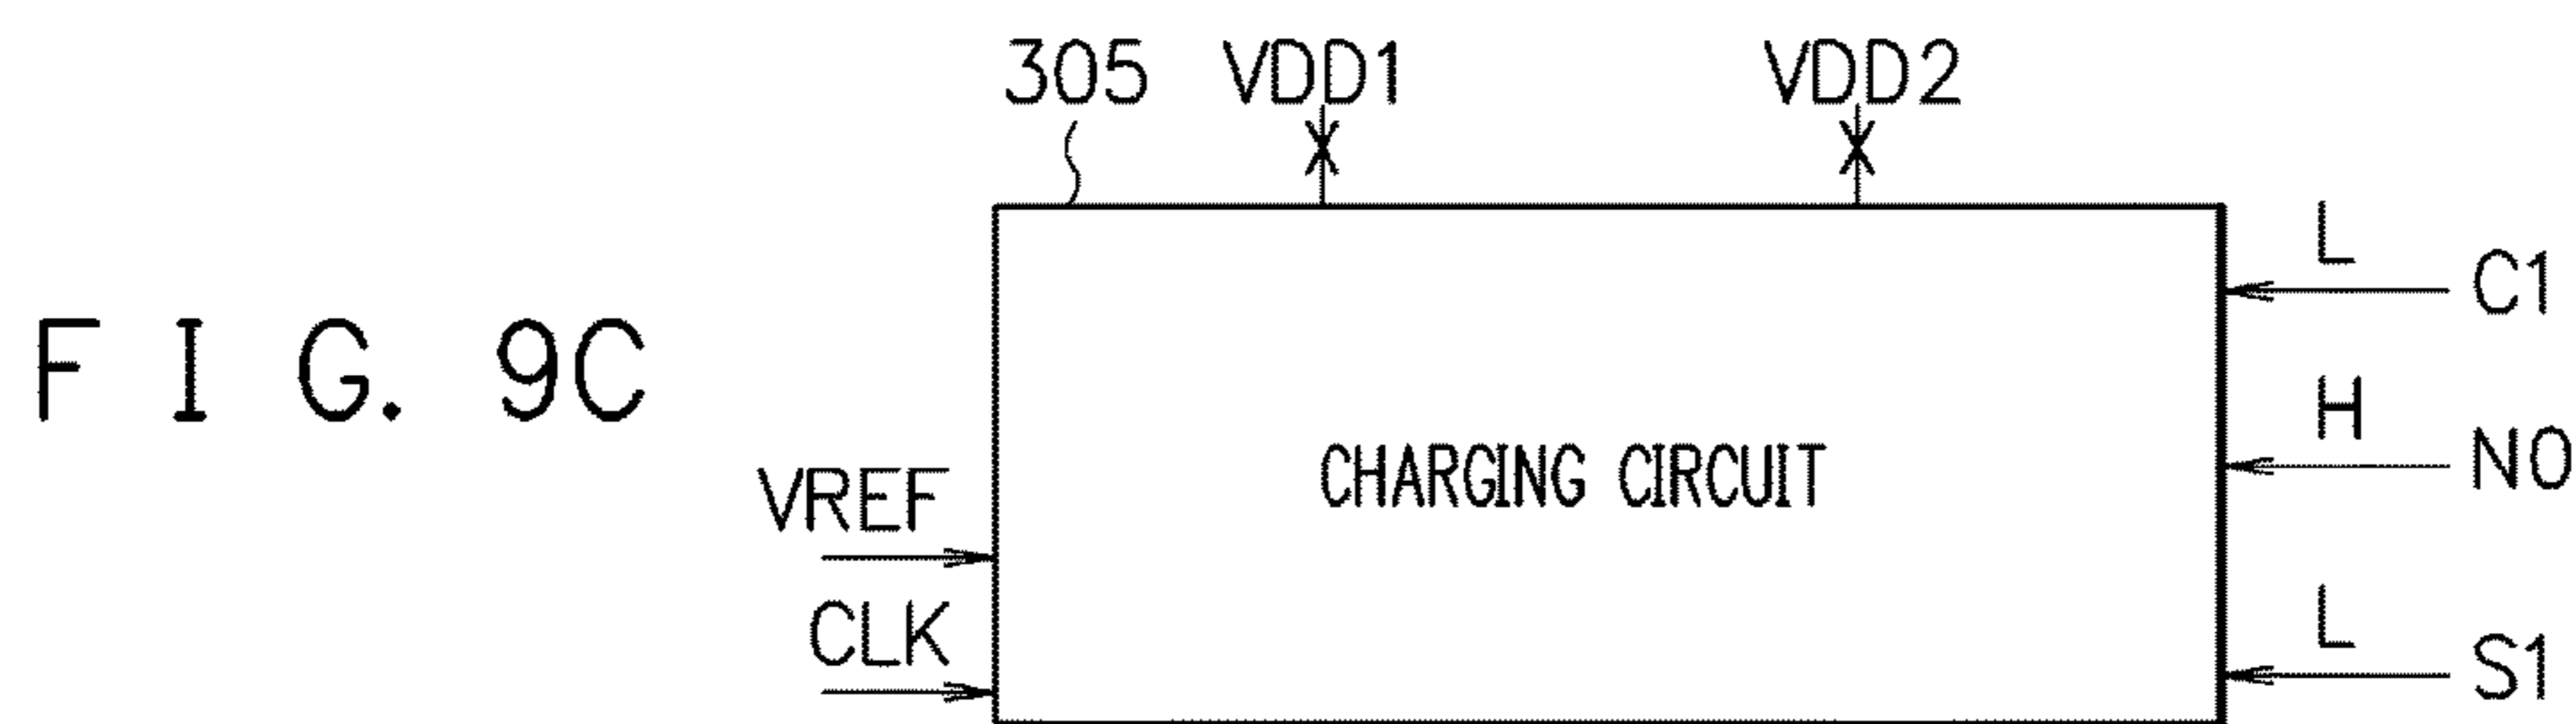 305 VDD1 VDD2
L C1
F I G. 9C
H N0
CHARGING CIRCUIT
VREF
CLK
L S1